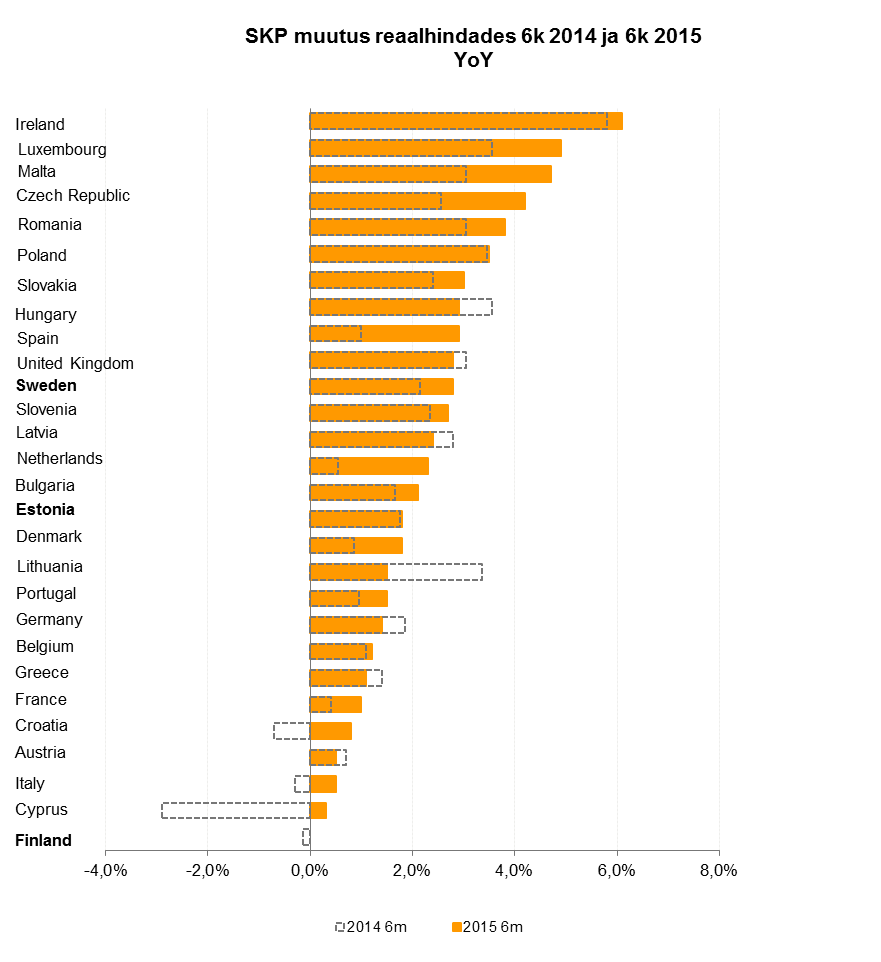 SKP muutus reaalhindades 6k 2014 ja 6k 2015
YoY
Ireland
Luxembourg
Malta
Czech Republic
Romania
Poland
Slovakia
Hungary
Spain
United Kingdom
Sweden
Slovenia
Latvia
Netherlands
Bulgaria
Estonia
Denmark
Lithuania
Portugal
Germany
Belgium
Greece
France
Croatia
Austria
Italy
Cyprus
Finland
-4,0% -2,0% 0,0% 2,0% 4,0% 6,0% 8,0%
2014 6m 2015 6m